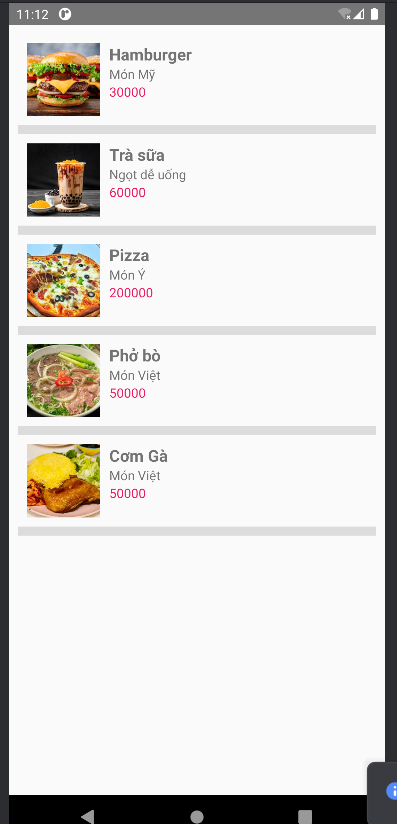 11:12
Hamburger
Món Mỹ
30000
Trà sữa
Ngọt dễ uống
60000
Pizza
Món Ý
200000
Phở bò
Món Việt
50000
Cơm Gà
Món Việt
50000